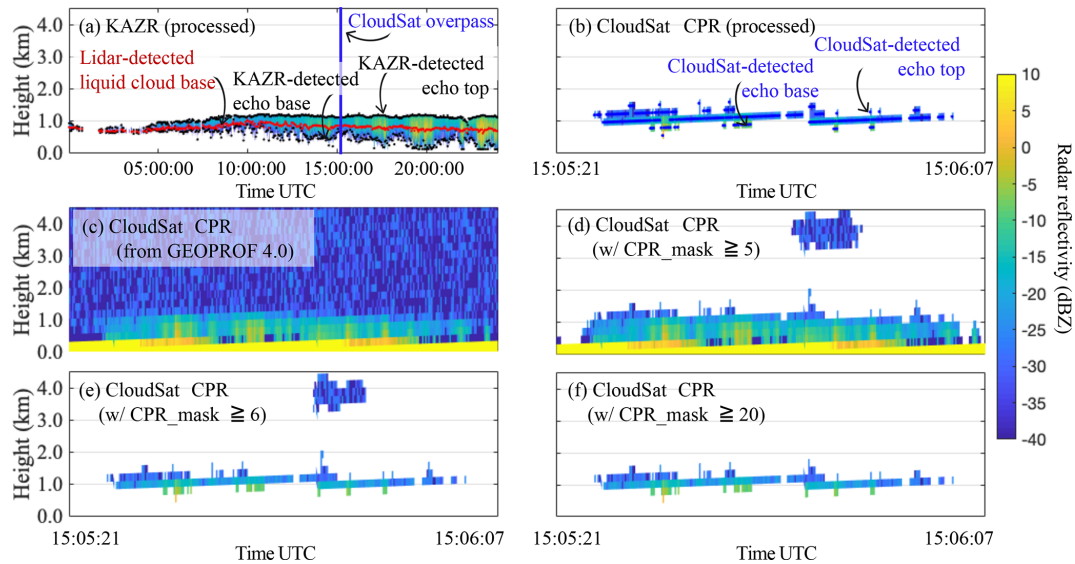 (a) KAZR (processed)
CloudSat overpass
Lidar-detected
liquid cloud base
KAZR-detected
echo base
KAZR-detected
echo top
Height (km)
4.0
3.0
2.0
1.0
0.0
05:00:00
10:00:00
15:00:00
20:00:00
Time UTC
(b) CloudSat CPR (processed)
CloudSat-detected
echo base
CloudSat-detected
echo top
15:05:21
15:06:07
Time UTC
(c) CloudSat CPR
(from GEOPROF 4.0)
Height (km)
4.0
3.0
2.0
1.0
0.0
(d) CloudSat CPR
(w/ CPR_mask ≧ 5)
(e) CloudSat CPR
(w/ CPR_mask ≧ 6)
Height (km)
4.0
3.0
2.0
1.0
0.0
15:05:21
15:06:07
Time UTC
(f) CloudSat CPR
(w/ CPR_mask ≧ 20)
15:05:21
15:06:07
Time UTC
10
5
0
-5
-10
-15
-20
-25
-30
-35
-40
Radar reflectivity (dBZ)